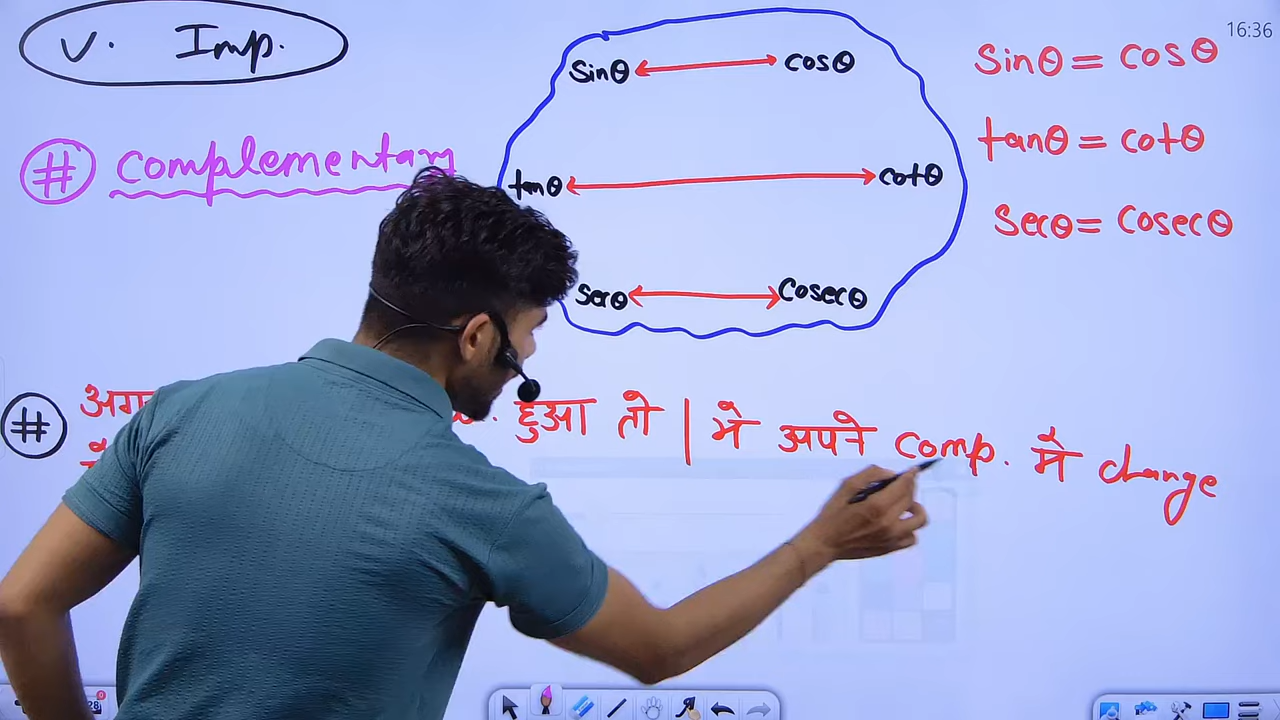 v. Imp.
16:36
# complementary
sinθ cosθ
tanθ cotθ
secθ cosecθ
sinθ = cosθ
tanθ = cotθ
secθ = cosecθ
# हुआ तो | मे अपने comp. मे change